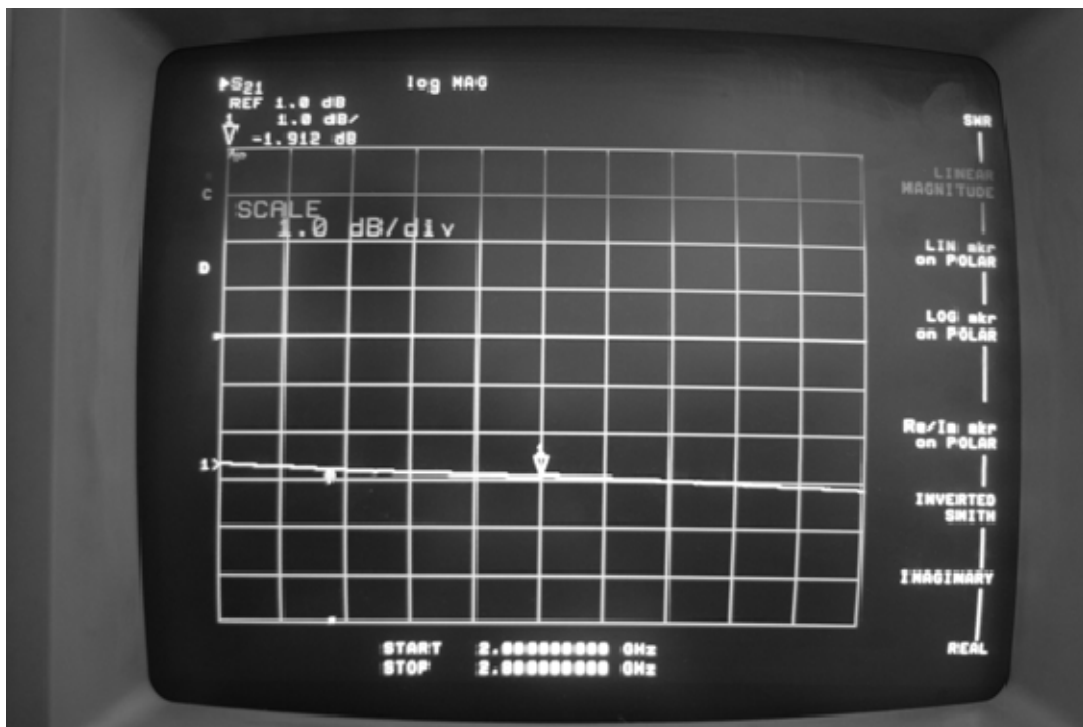 S21 log MAG
REF 1.0 dB
1 1.0 dB/
-1.912 dB
C
SCALE
1.0 dB/div
D
1>
START 2.000000000 GHz
STOP 2.000000000 GHz
SWR
LINEAR
MAGNITUDE
LIN mkr
on POLAR
LOG mkr
on POLAR
Re/Im mkr
on POLAR
INVERTED
SMITH
IMAGINARY
REAL